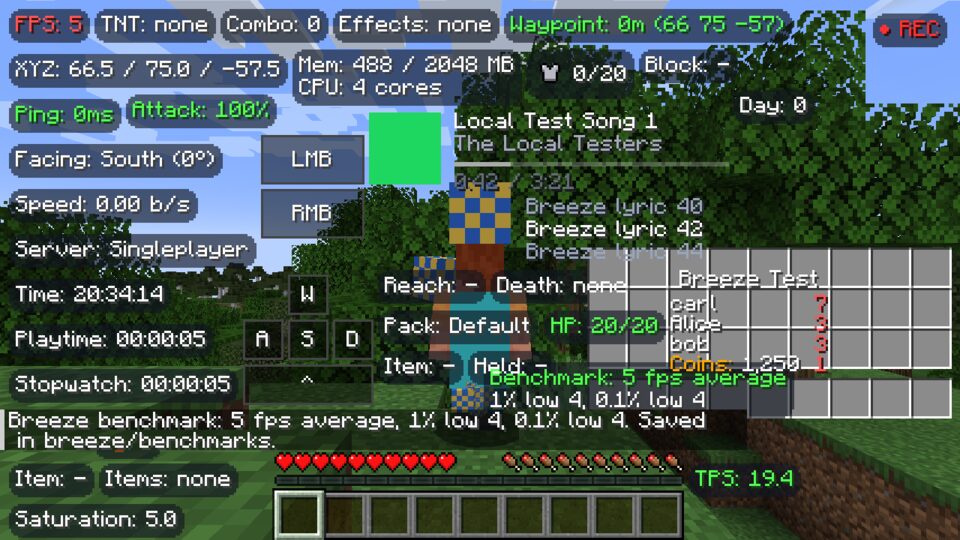 FPS: 5
TNT: none
Combo: 0
Effects: none
Waypoint: 0m (66 75 -57)
REC
XYZ: 66.5 / 75.0 / -57.5
Mem: 488 / 2048 MB
CPU: 4 cores
0/20
Block: -
Day: 0
Ping: 0ms
Attack: 100%
Local Test Song 1
The Local Testers
0:42 / 3:21
Facing: South (0°)
LMB
Speed: 0.00 b/s
RMB
Breeze lyric 40
Breeze lyric 42
Breeze lyric 44
Server: Singleplayer
Breeze Test
Reach: -
Death: none
Time: 20:34:14
W
carl 7
Alice 3
bob 3
Coins: 1,250 1
Pack: Default
HP: 20/20
Playtime: 00:00:05
A
S
D
Item: -
Held: -
Benchmark: 5 fps average
1% low 4, 0.1% low 4
Stopwatch: 00:00:05
^
Breeze benchmark: 5 fps average, 1% low 4, 0.1% low 4. Saved
in breeze/benchmarks.
Item: -
Items: none
TPS: 19.4
Saturation: 5.0